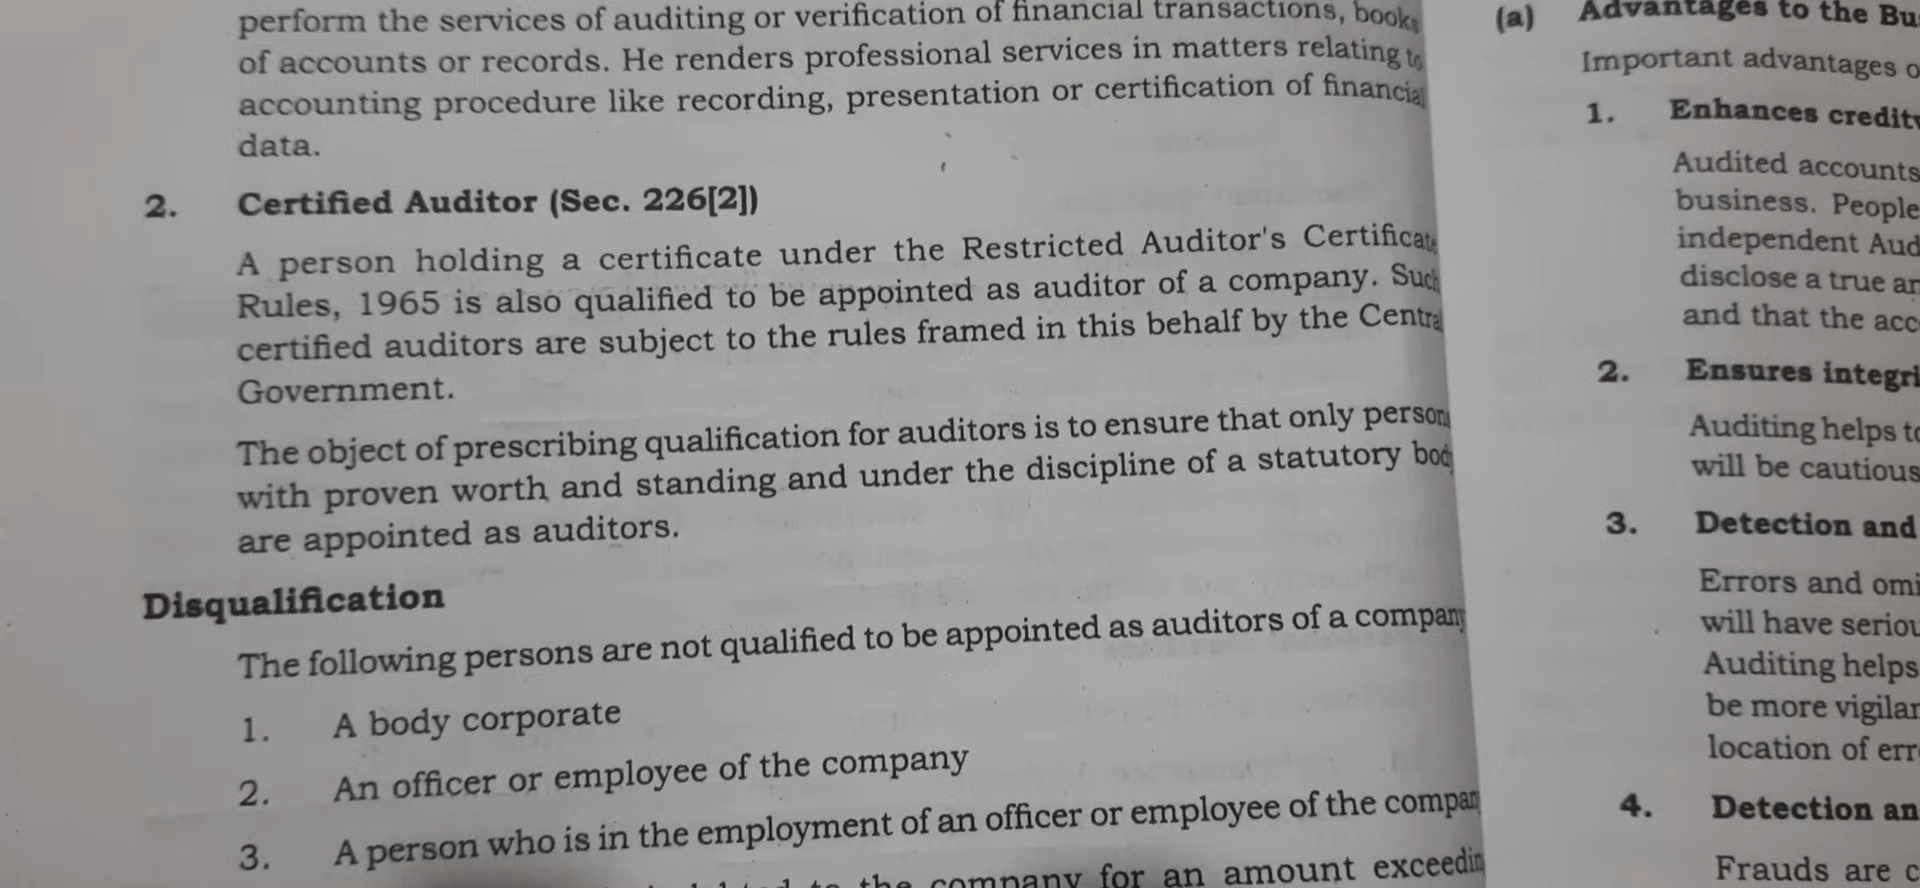 perform the services of auditing or verification of financial transactions, books
of accounts or records. He renders professional services in matters relating to
accounting procedure like recording, presentation or certification of financial
data.
2. Certified Auditor (Sec. 226[2])
A person holding a certificate under the Restricted Auditor's Certificate
Rules, 1965 is also qualified to be appointed as auditor of a company. Such
certified auditors are subject to the rules framed in this behalf by the Central
Government.
The object of prescribing qualification for auditors is to ensure that only person
with proven worth and standing and under the discipline of a statutory body
are appointed as auditors.
Disqualification
The following persons are not qualified to be appointed as auditors of a company
1. A body corporate
2. An officer or employee of the company
3. A person who is in the employment of an officer or employee of the compan
to the company for an amount exceedin
(a) Advantages to the Bu
Important advantages o
1. Enhances credit
Audited accounts
business. People
independent Aud
disclose a true an
and that the acc
2. Ensures integri
Auditing helps to
will be cautious
3. Detection and
Errors and omi
will have seriou
Auditing helps
be more vigilan
location of err
4. Detection an
Frauds are c